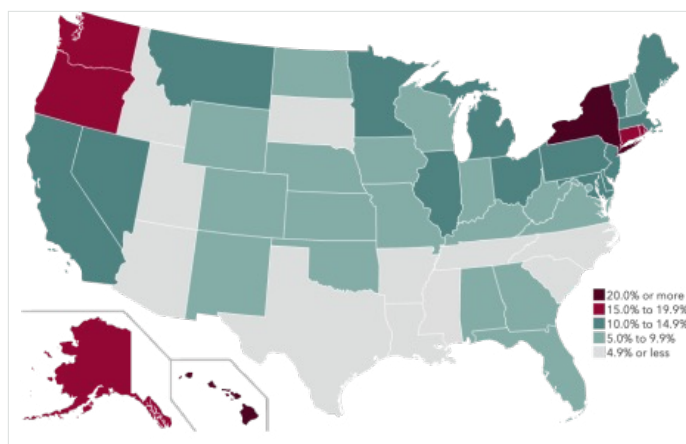 20.0% or more
15.0% to 19.9%
10.0% to 14.9%
5.0% to 9.9%
4.9% or less